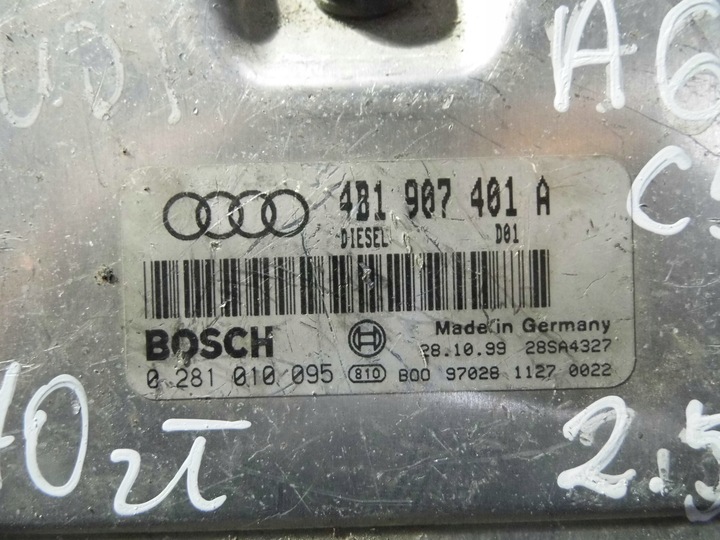 UDI
A6
C5
4B1 907 401 A
DIESEL D01
BOSCH
Made in Germany
28.10.99 28SA4327
0 281 010 095 810 B00 97028 1127 0022
2.5